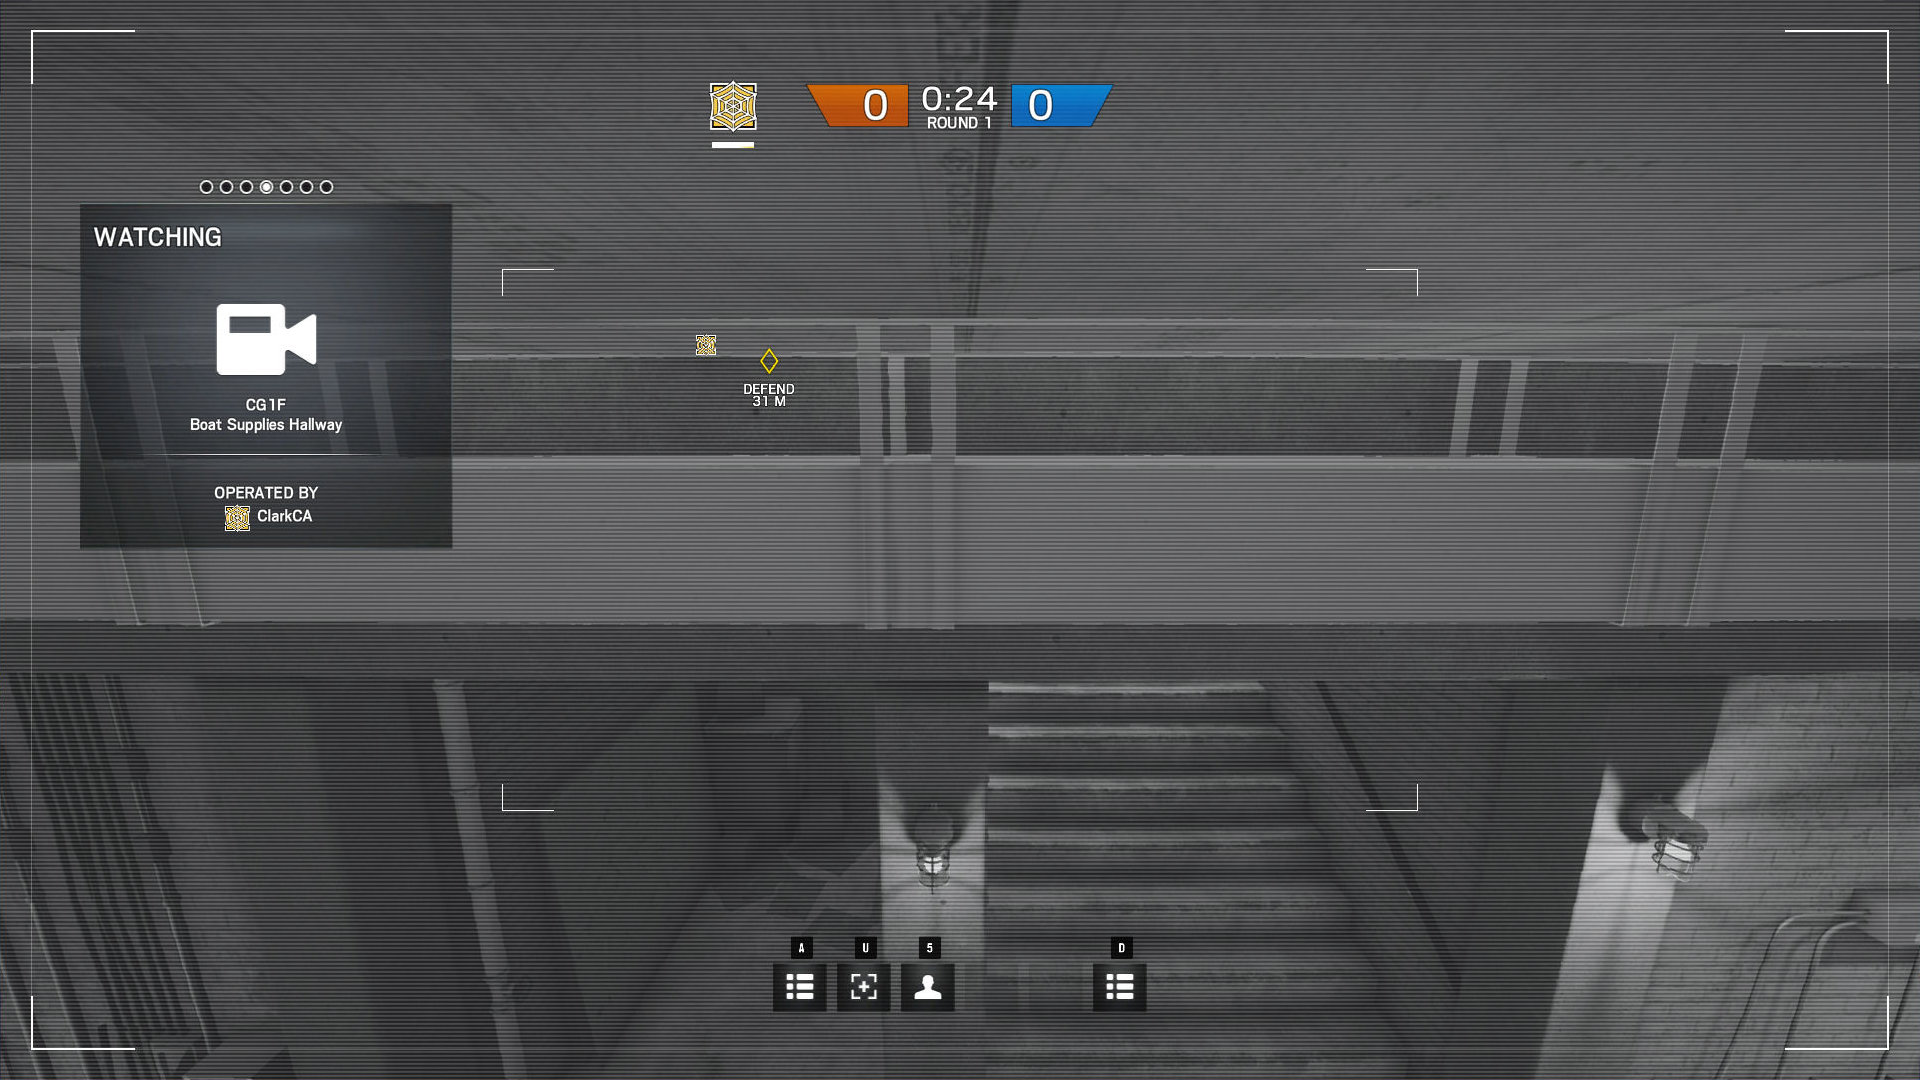 0
0:24
ROUND 1
0
WATCHING
CG1F
Boat Supplies Hallway
OPERATED BY
ClarkCA
DEFEND
31 M
A
U
5
D